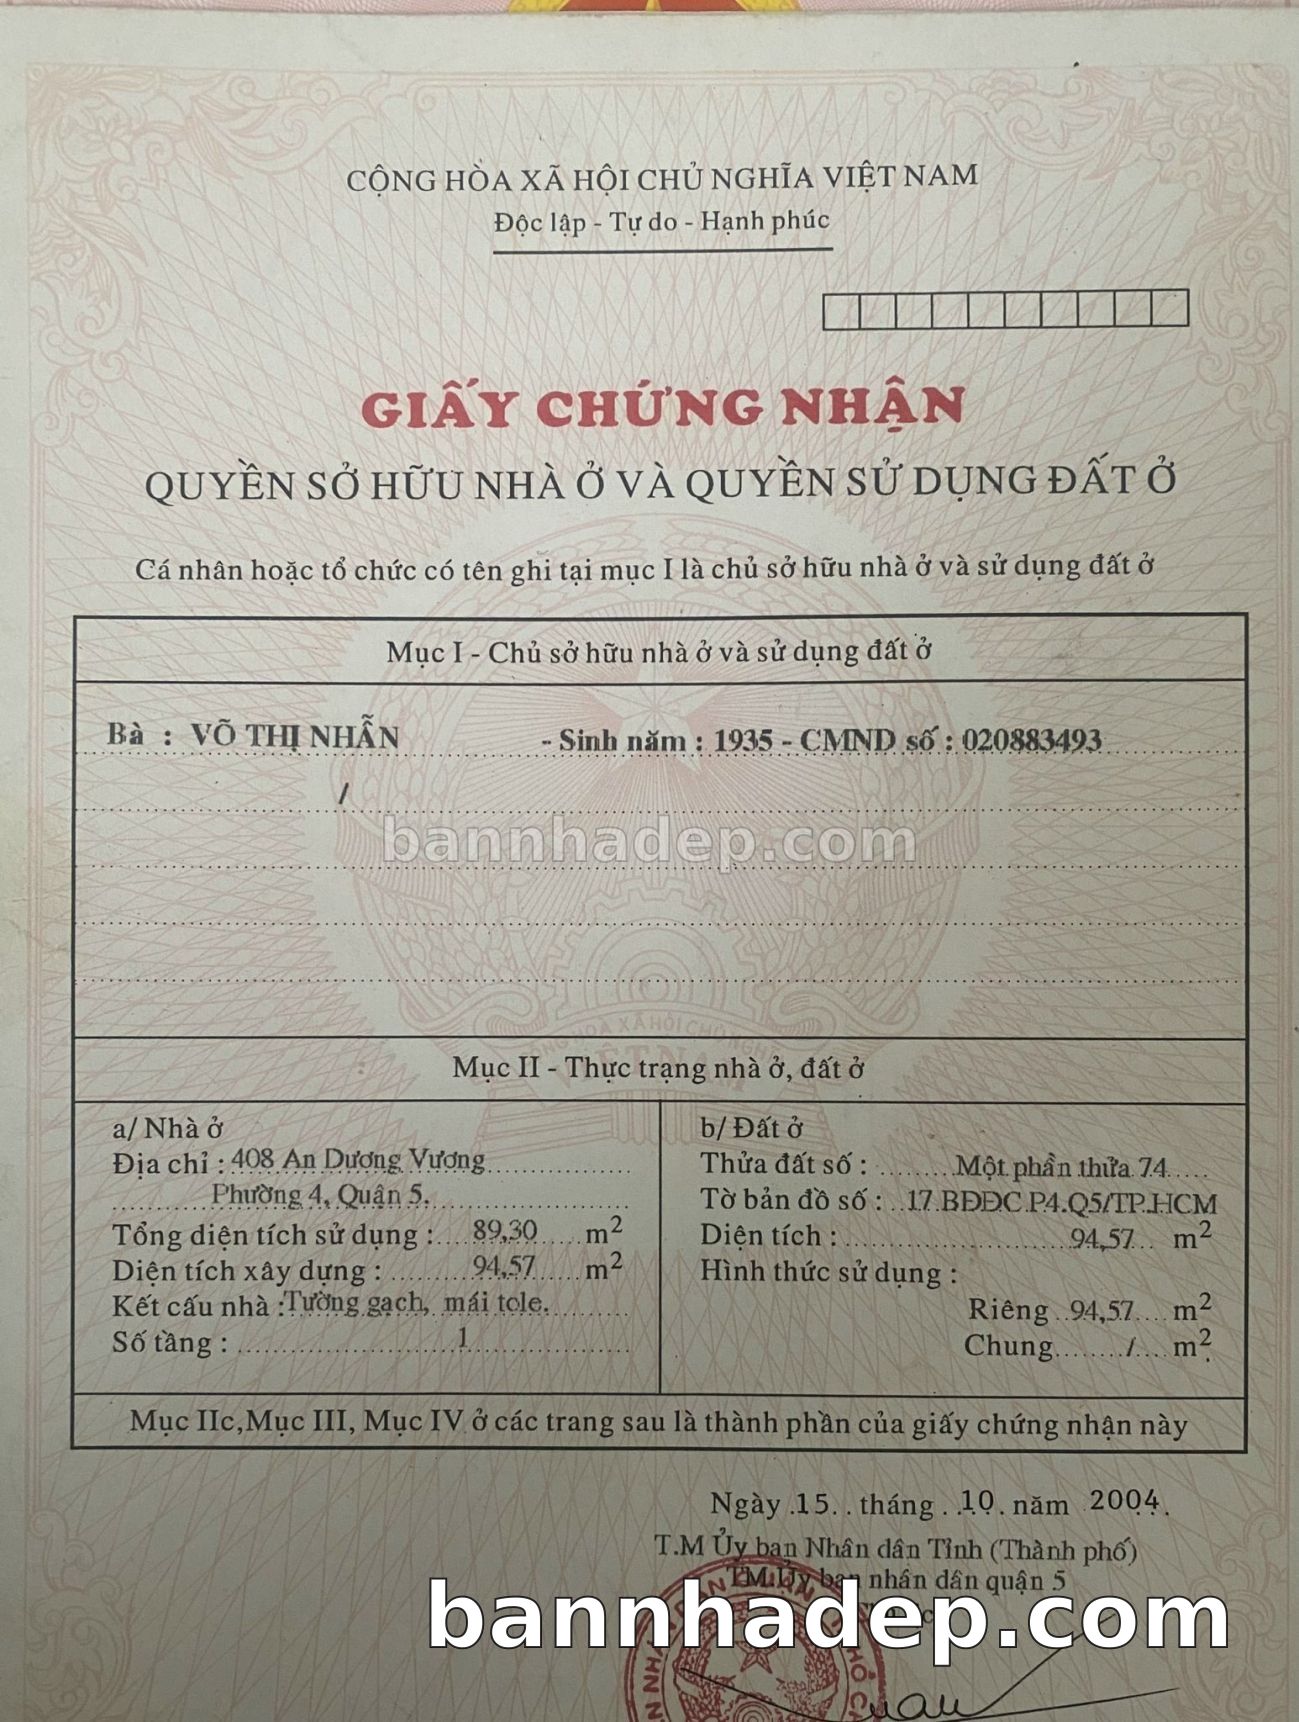 CỘNG HÒA XÃ HỘI CHỦ NGHĨA VIỆT NAM
Độc lập - Tự do - Hạnh phúc
GIẤY CHỨNG NHẬN
QUYỀN SỞ HỮU NHÀ Ở VÀ QUYỀN SỬ DỤNG ĐẤT Ở
Cá nhân hoặc tổ chức có tên ghi tại mục I là chủ sở hữu nhà ở và sử dụng đất ở
Mục I - Chủ sở hữu nhà ở và sử dụng đất ở
Bà : VÕ THỊ NHẪN - Sinh năm : 1935 - CMND số : 020883493
/
bannhadep.com
Mục II - Thực trạng nhà ở, đất ở
a/ Nhà ở
Địa chỉ : 408 An Dương Vương
Phường 4, Quận 5.
Tổng diện tích sử dụng : 89,30 m2
Diện tích xây dựng : 94,57 m2
Kết cấu nhà : Tường gạch, mái tole.
Số tầng : 1
b/ Đất ở
Thửa đất số : Một phần thửa 74
Tờ bản đồ số : 17 BĐĐC P4.Q5/TP.HCM
Diện tích : 94,57 m2
Hình thức sử dụng :
Riêng 94,57 m2
Chung / m2
Mục IIc,Mục III, Mục IV ở các trang sau là thành phần của giấy chứng nhận này
Ngày 15 tháng 10 năm 2004
T.M Ủy ban Nhân dân Tỉnh (Thành phố)
TM.Ủy ban nhân dân quận 5
bannhadep.com